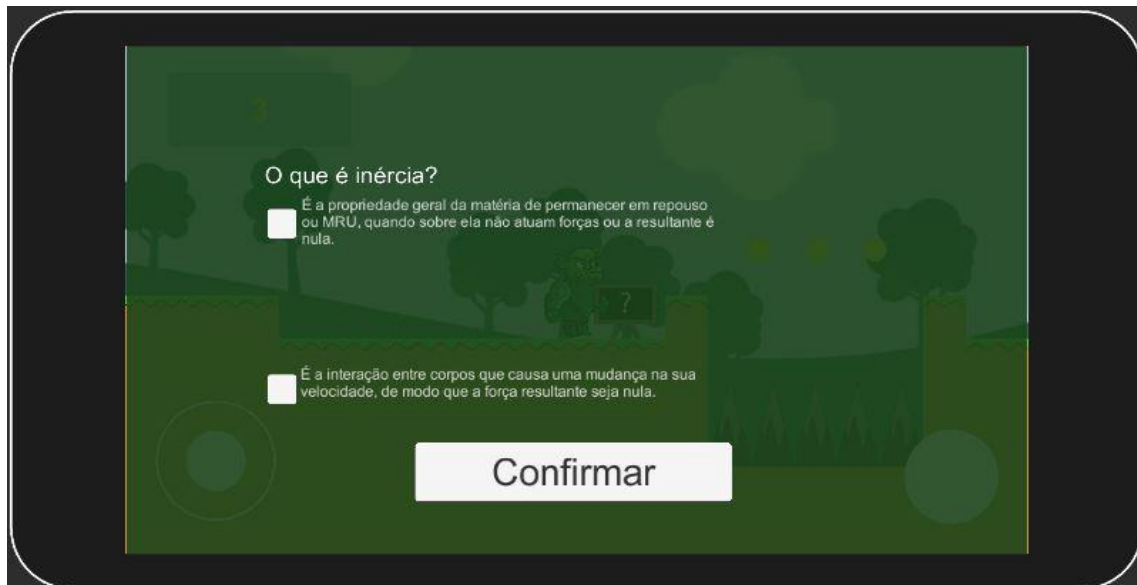 3
O que é inércia?
É a propriedade geral da matéria de permanecer em repouso
ou MRU, quando sobre ela não atuam forças ou a resultante é
nula.
?
É a interação entre corpos que causa uma mudança na sua
velocidade, de modo que a força resultante seja nula.
Confirmar